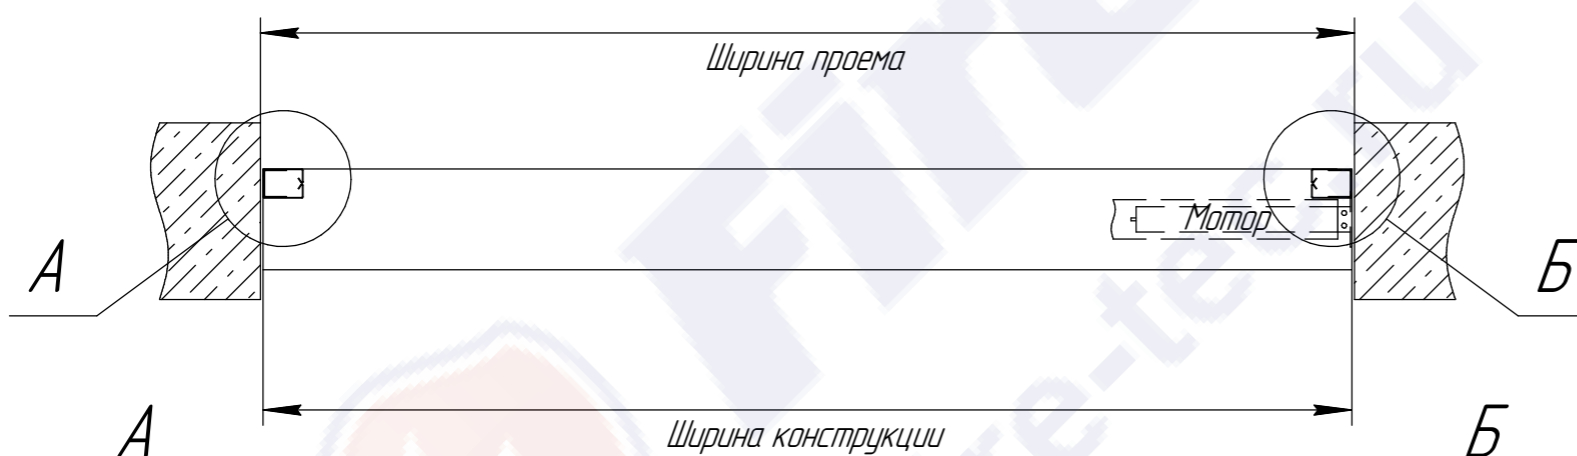 Ширина проема
Мотор
А
Б
Ширина конструкции
А
Б